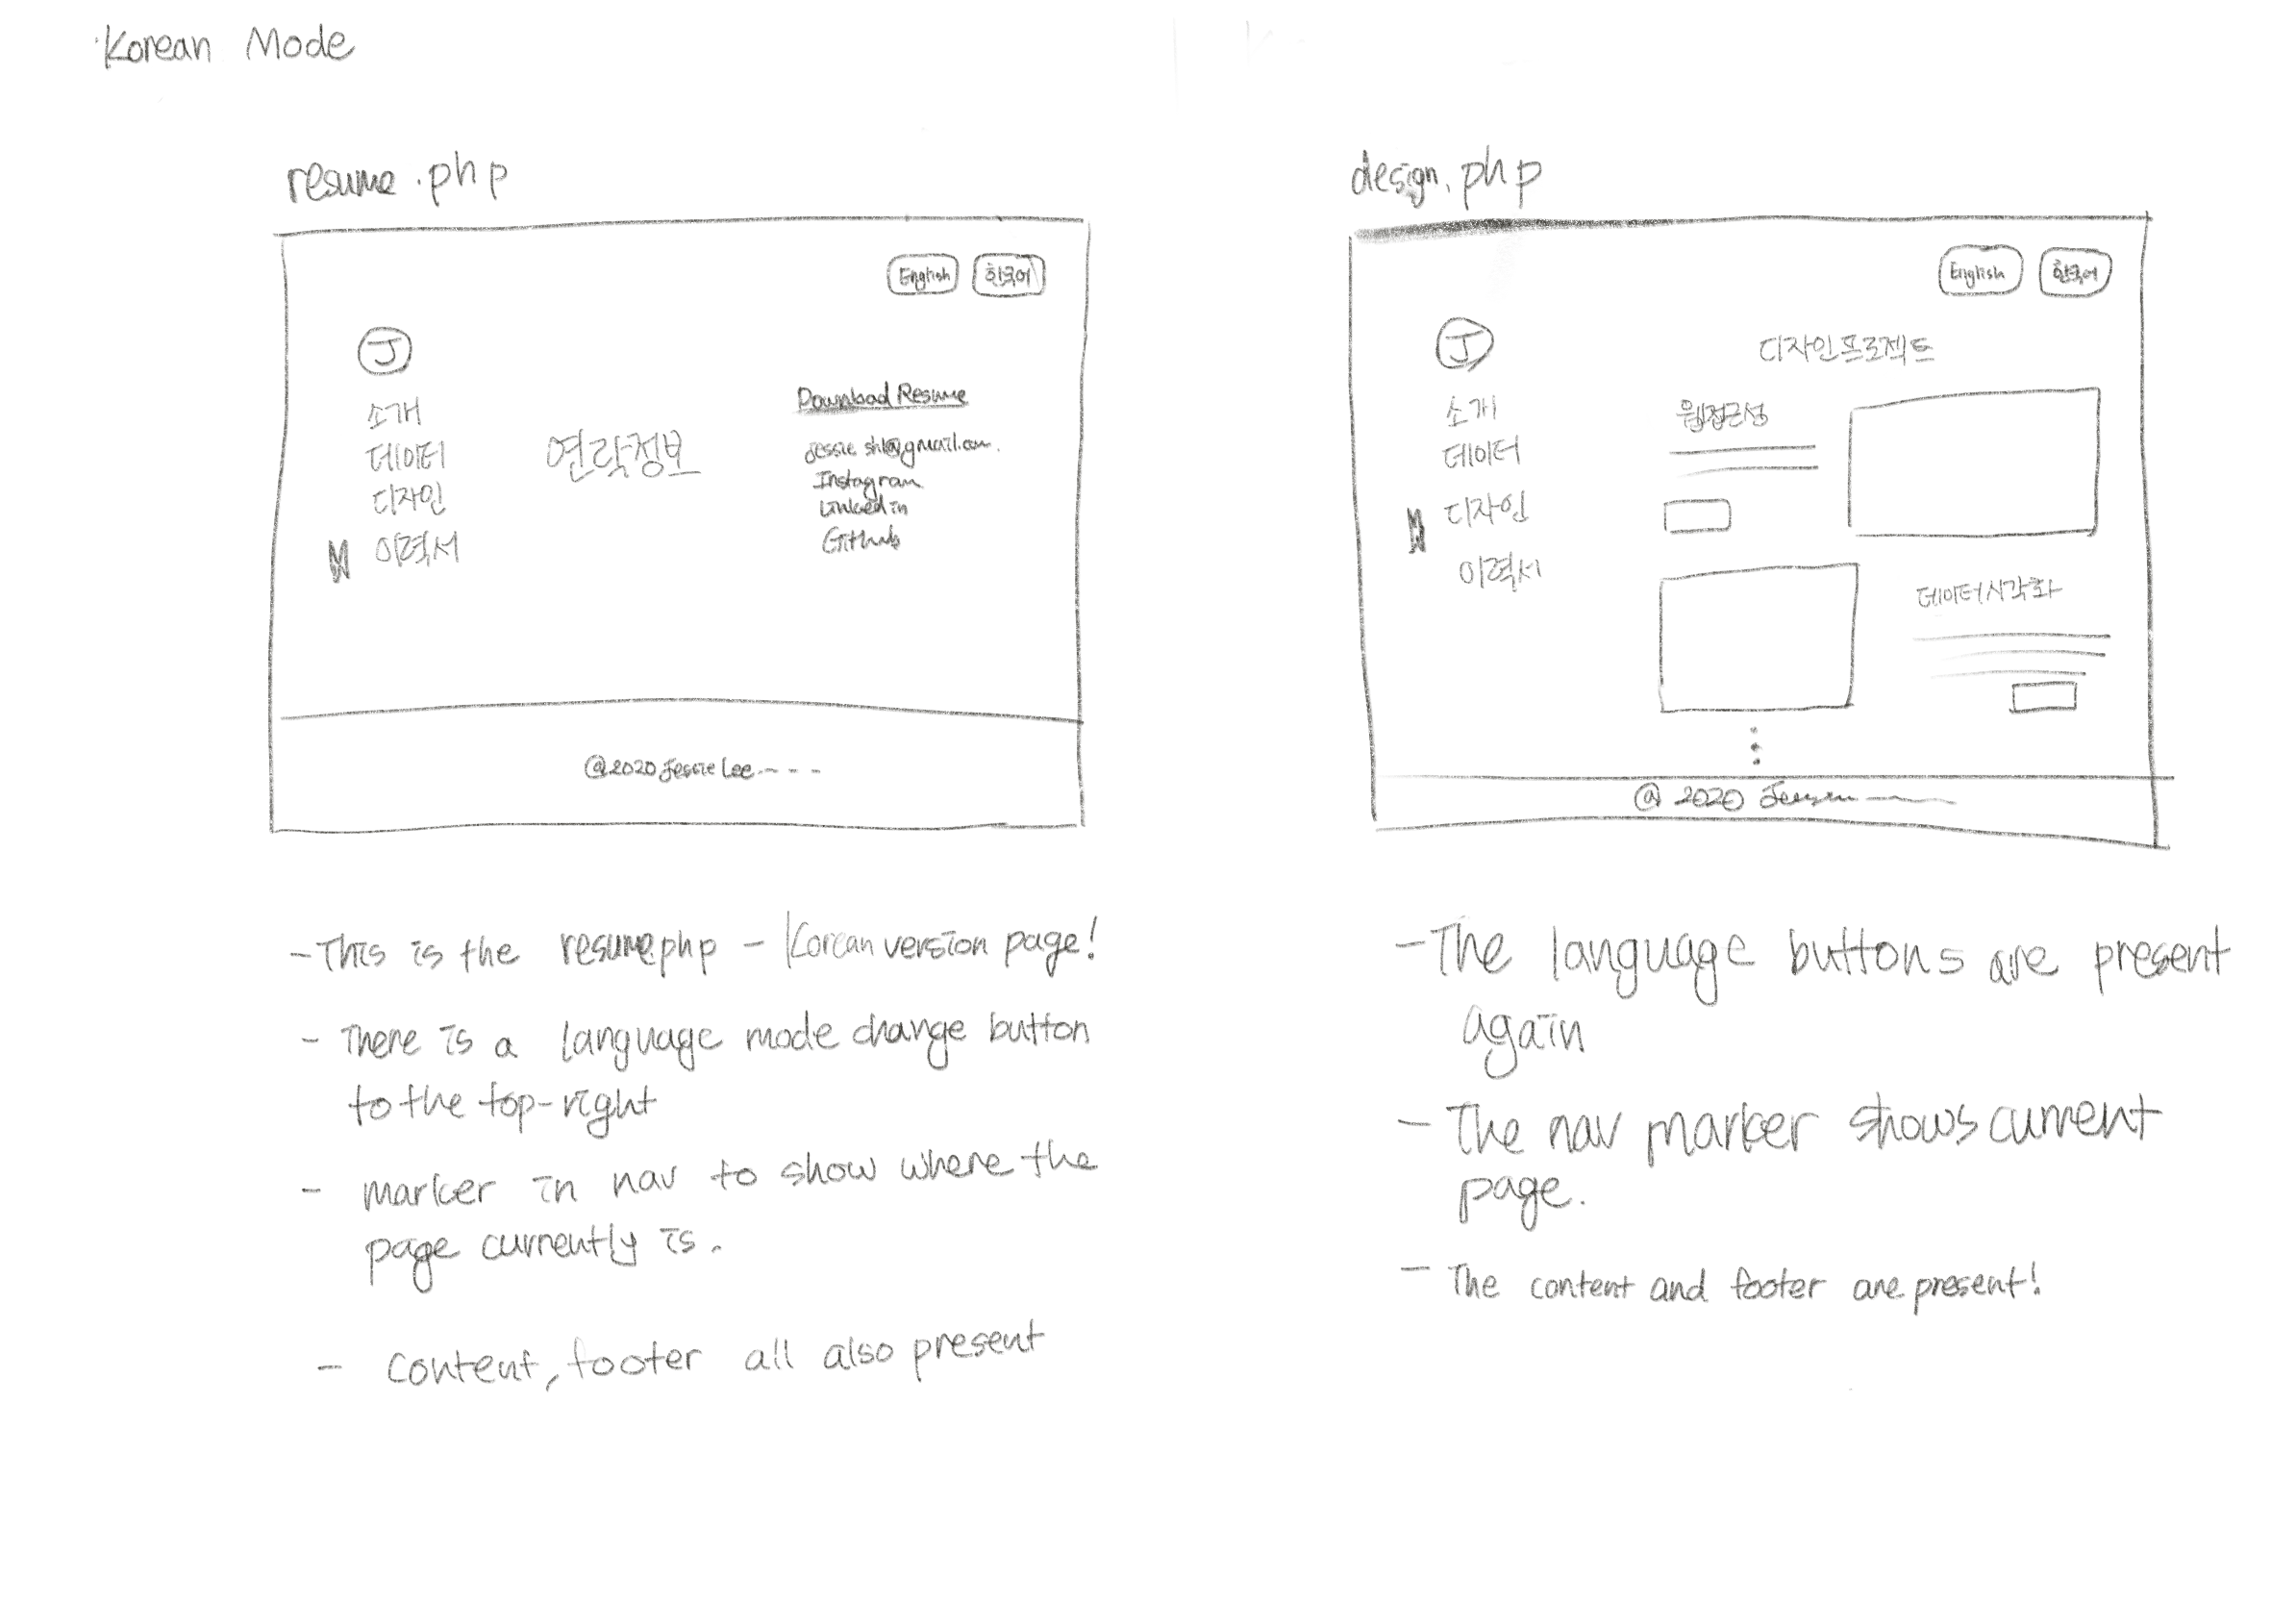 Korean Mode
resume.php
English 한국어
J
소개
데이터
디자인
이력서
연락정보
Download Resume
Instagram
Linkedin
Github
@2020 Jessie Lee - - - -
- This is the resume.php - Korean version page!
- There is a language mode change button
to the top-right
- marker in nav to show where the
page currently is.
- content, footer all also present
design.php
English 한국어
J
소개
데이터
디자인
이력서
디자인프로젝트
웹접근성
데이터시각화
@ 2020
- The language buttons are present
again
- The nav marker shows current
page.
- The content and footer are present!